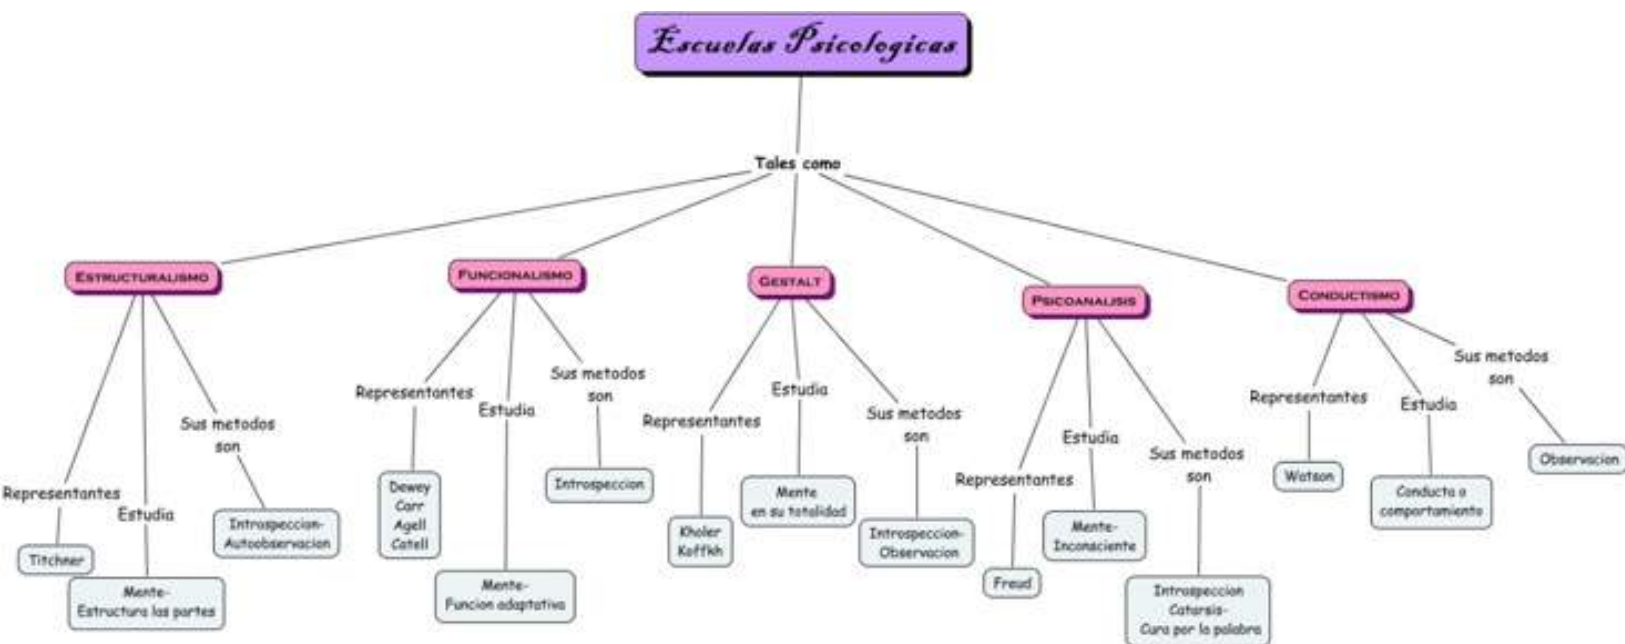 Escuelas Psicologicas
Tales como
ESTRUCTURALISMO
Representantes
Titchner
Estudia
Mente-
Estructura las partes
Sus metodos
son
Introspeccion-
Autoobservacion
FUNCIONALISMO
Representantes
Dewey
Carr
Agell
Catell
Estudia
Mente-
Funcion adaptativa
Sus metodos
son
Introspeccion
GESTALT
Representantes
Kholer
Koffkh
Estudia
Mente
en su totalidad
Sus metodos
son
Introspeccion-
Observacion
PSICOANALISIS
Representantes
Freud
Estudia
Mente-
Inconsciente
Sus metodos
son
Introspeccion
Catarsis-
Cura por la palabra
CONDUCTISMO
Representantes
Watson
Estudia
Conducta o
comportamiento
Sus metodos
son
Observacion